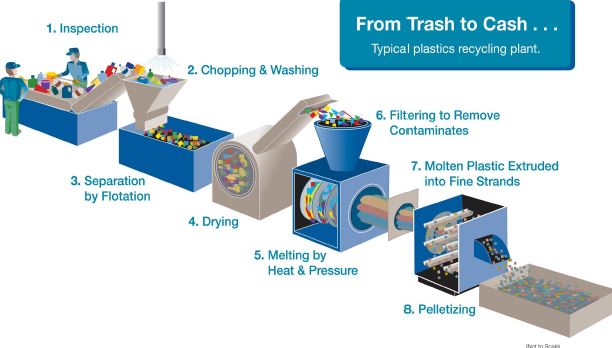 From Trash to Cash . . .
Typical plastics recycling plant.
1. Inspection
2. Chopping & Washing
3. Separation
by Flotation
4. Drying
5. Melting by
Heat & Pressure
6. Filtering to Remove
Contaminates
7. Molten Plastic Extruded
into Fine Strands
8. Pelletizing
(Not to Scale)